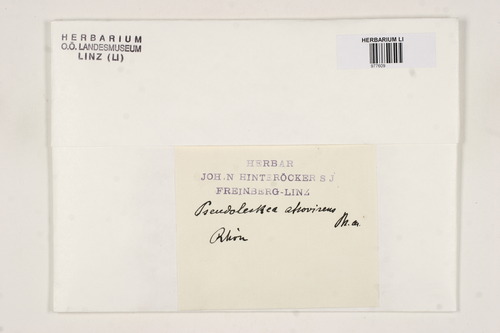 HERBARIUM
O.Ö. LANDESMUSEUM
LINZ (LI)
HERBARIUM LI
HERBAR
JOH.N HINTERÖCKER S J
FREINBERG-LINZ
Pseudoleskea atrovirens
Rhön